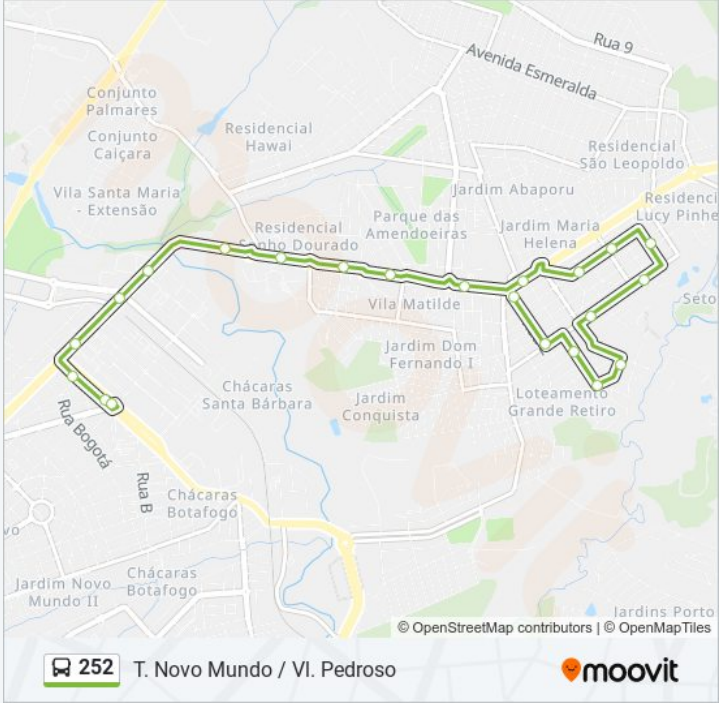 Rua 9
Avenida Esmeralda
Conjunto
Palmares
Conjunto
Caiçara
Residencial
Hawai
Residencial
São Leopoldo
Vila Santa Maria
- Extensão
Jardim Abaporu
Residenci
Lucy Pinhe
Parque das
Amendoeiras
Jardim Maria
Helena
Residencial
Sonho Dourado
Vila Matilde
Seto
Jardim Dom
Fernando I
Chácaras
Santa Bárbara
Jardim
Conquista
Loteamento
Grande Retiro
Rua Bogotá
Rua B
Chácaras
Botafogo
vo
Jardim Novo
Mundo II
Chácaras
Botafogo
Jardins Porto
© OpenStreetMap contributors | © OpenMapTiles
252 T. Novo Mundo / Vl. Pedroso
moovit